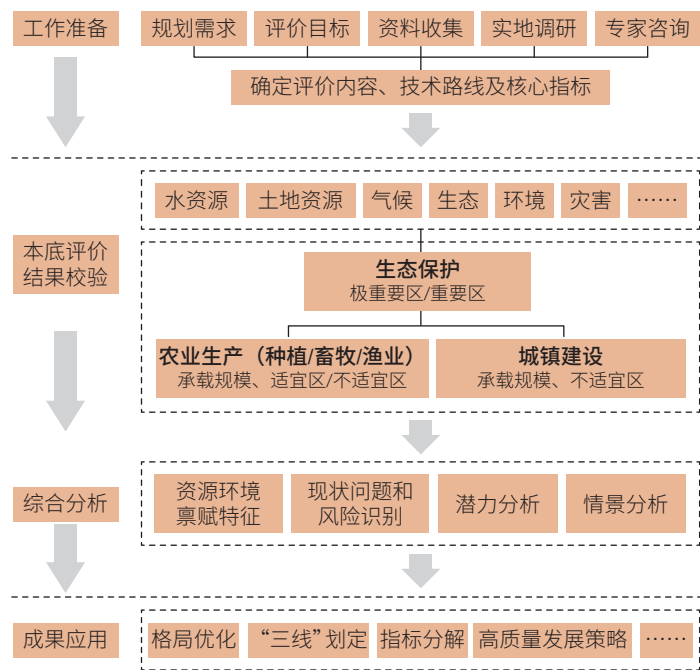 工作准备
规划需求
评价目标
资料收集
实地调研
专家咨询
确定评价内容、技术路线及核心指标
水资源
土地资源
气候
生态
环境
灾害
……
本底评价
结果校验
生态保护
极重要区/重要区
农业生产（种植/畜牧/渔业）
承载规模、适宜区/不适宜区
城镇建设
承载规模、不适宜区
综合分析
资源环境
禀赋特征
现状问题和
风险识别
潜力分析
情景分析
成果应用
格局优化
“三线”划定
指标分解
高质量发展策略
……